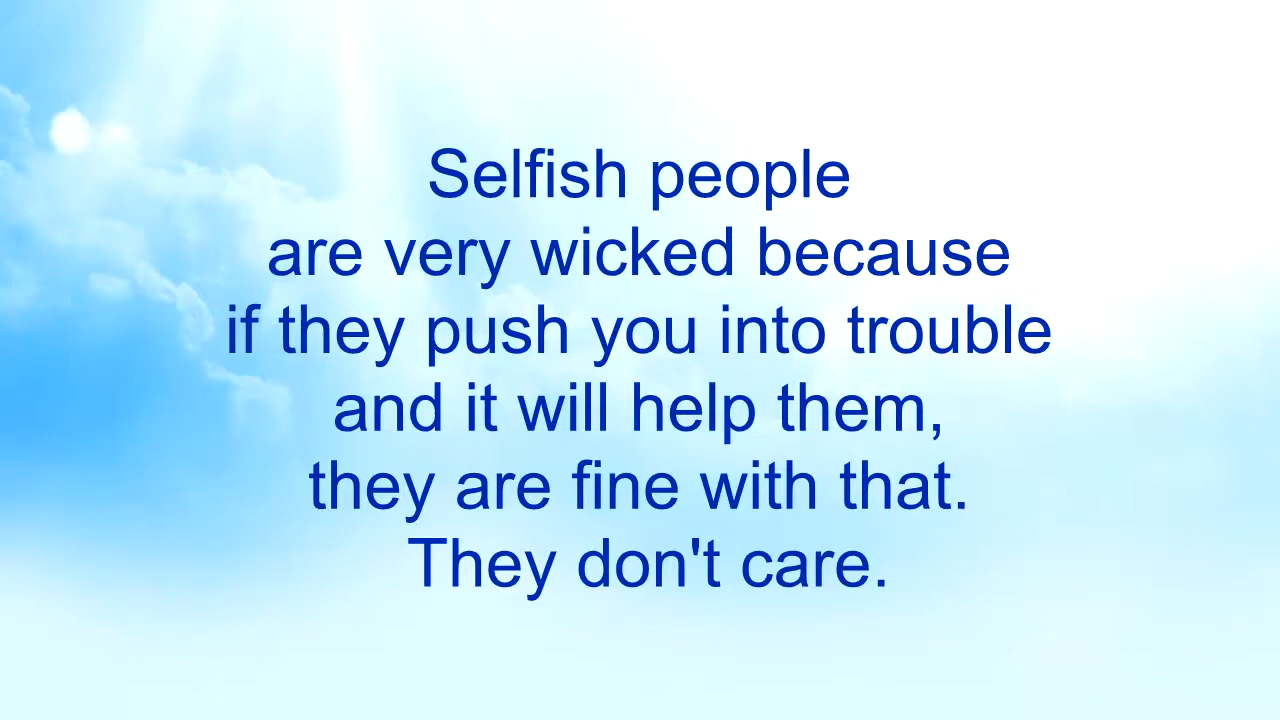 Selfish people
are very wicked because
if they push you into trouble
and it will help them,
they are fine with that.
They don't care.